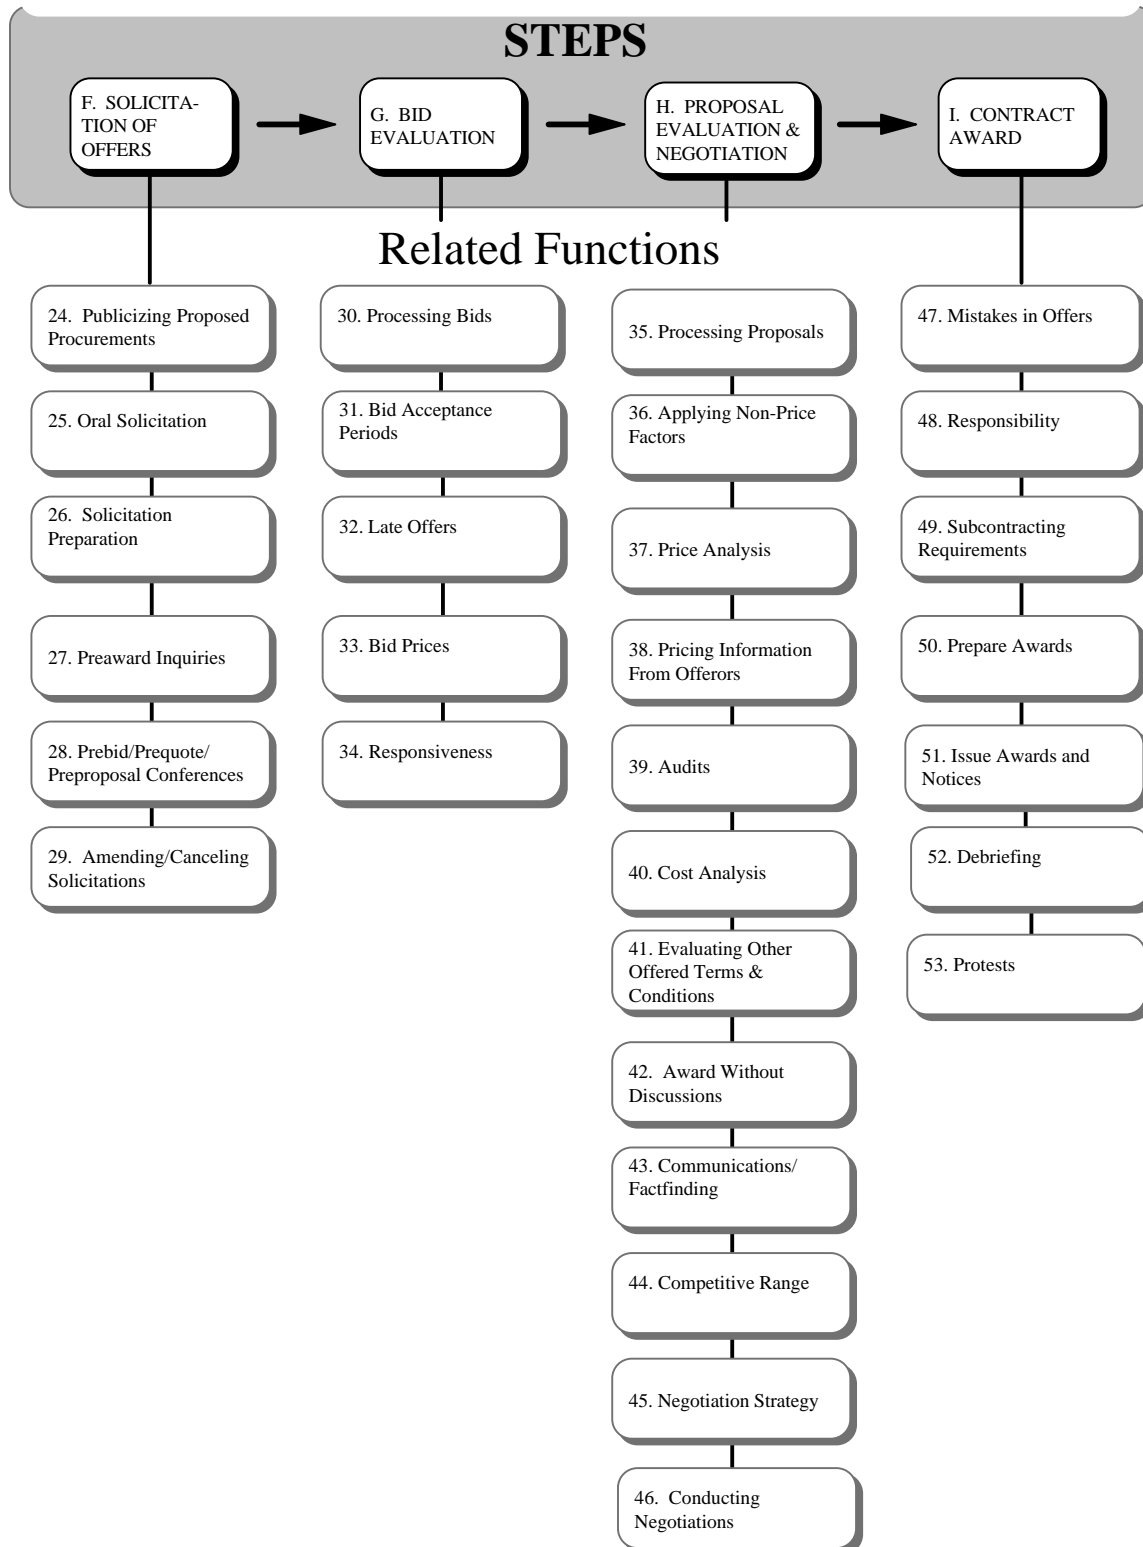 STEPS
F. SOLICITA-
TION OF
OFFERS
G. BID
EVALUATION
H. PROPOSAL
EVALUATION &
NEGOTIATION
I. CONTRACT
AWARD
Related Functions
24. Publicizing Proposed
Procurements
25. Oral Solicitation
26. Solicitation
Preparation
27. Preaward Inquiries
28. Prebid/Prequote/
Preproposal Conferences
29. Amending/Canceling
Solicitations
30. Processing Bids
31. Bid Acceptance
Periods
32. Late Offers
33. Bid Prices
34. Responsiveness
35. Processing Proposals
36. Applying Non-Price
Factors
37. Price Analysis
38. Pricing Information
From Offerors
39. Audits
40. Cost Analysis
41. Evaluating Other
Offered Terms &
Conditions
42. Award Without
Discussions
43. Communications/
Factfinding
44. Competitive Range
45. Negotiation Strategy
46. Conducting
Negotiations
47. Mistakes in Offers
48. Responsibility
49. Subcontracting
Requirements
50. Prepare Awards
51. Issue Awards and
Notices
52. Debriefing
53. Protests